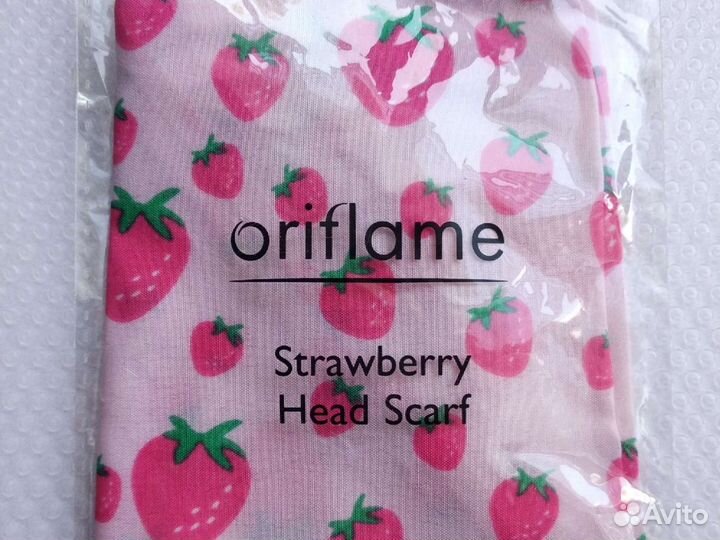 oriflame
Strawberry
Head Scarf
Avito